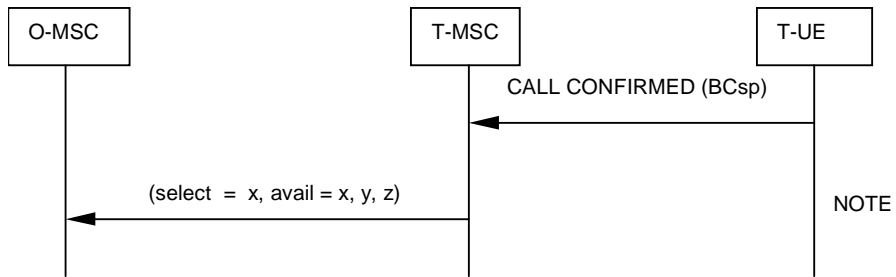 O-MSC
T-MSC
T-UE
CALL CONFIRMED (BCsp)
(select = x, avail = x, y, z)
NOTE